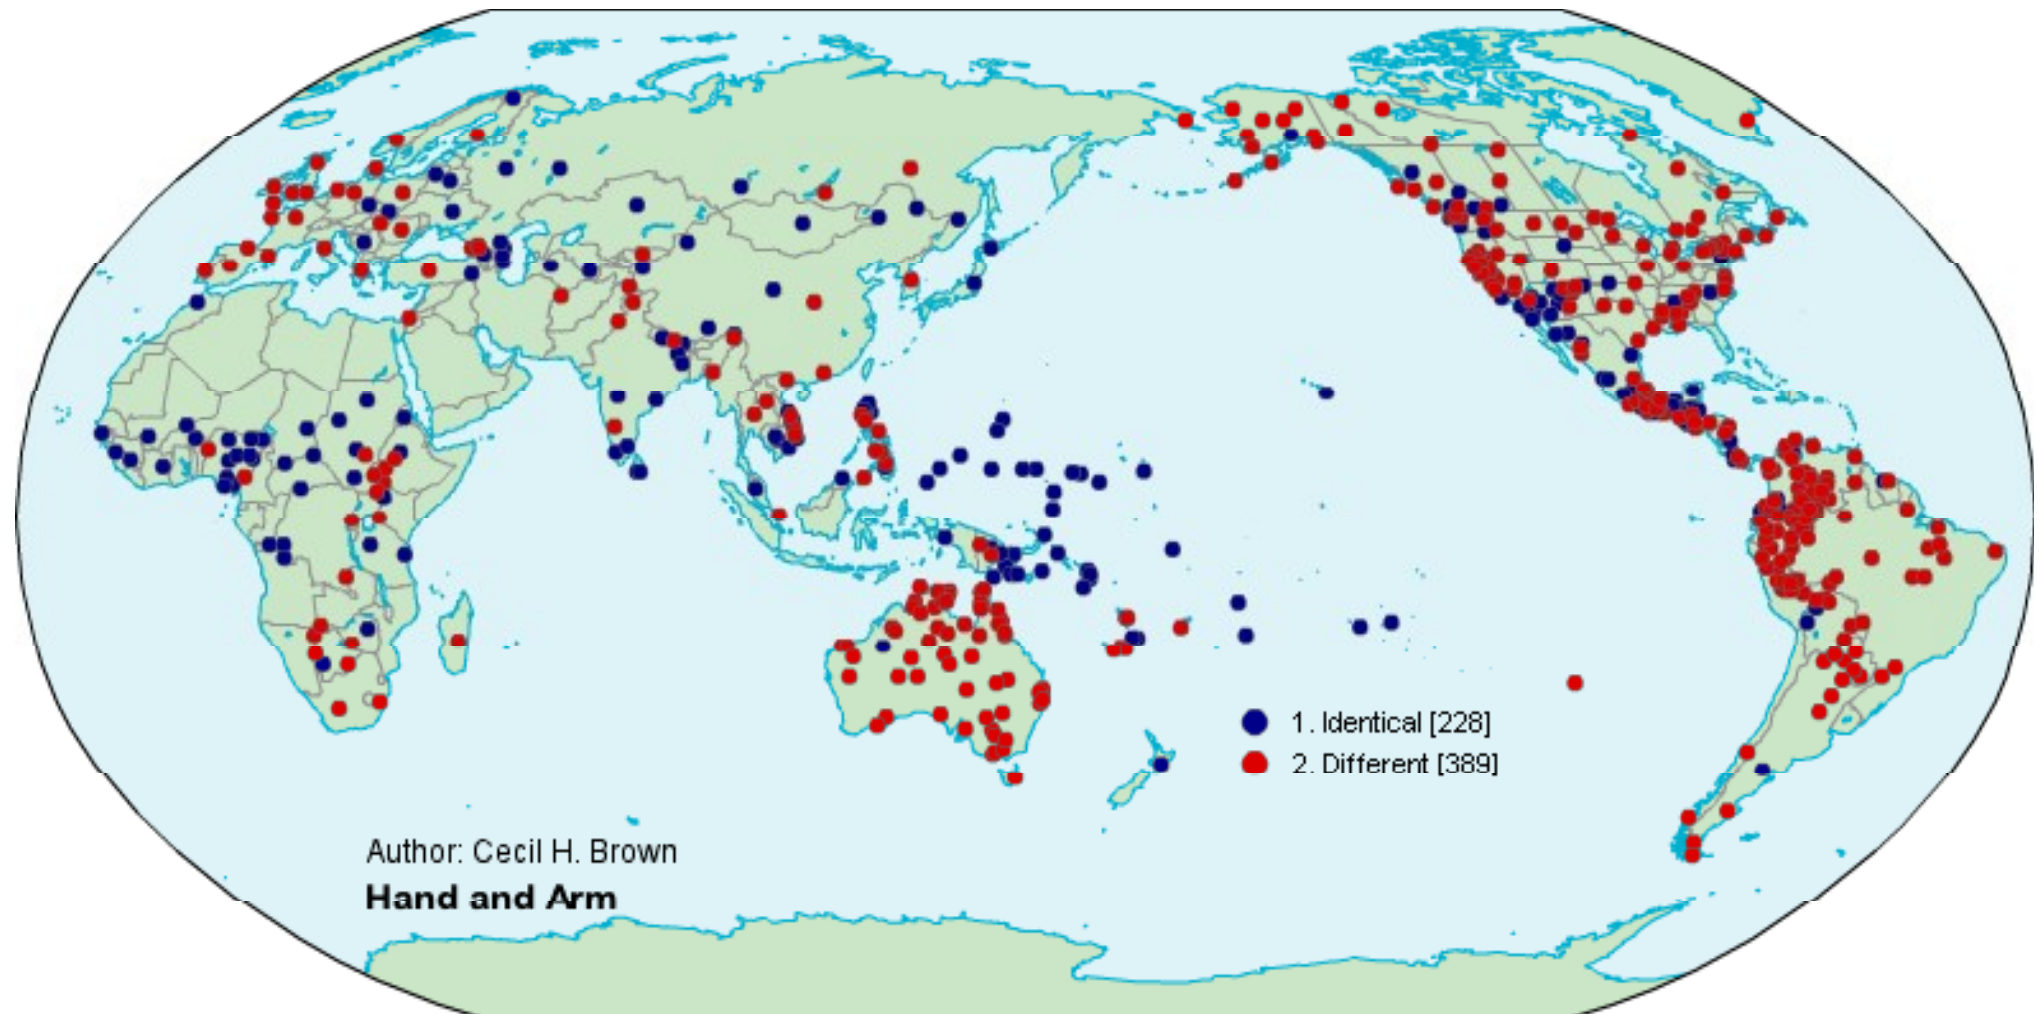 1. Identical [228]
2. Different [389]
Author: Cecil H. Brown
Hand and Arm